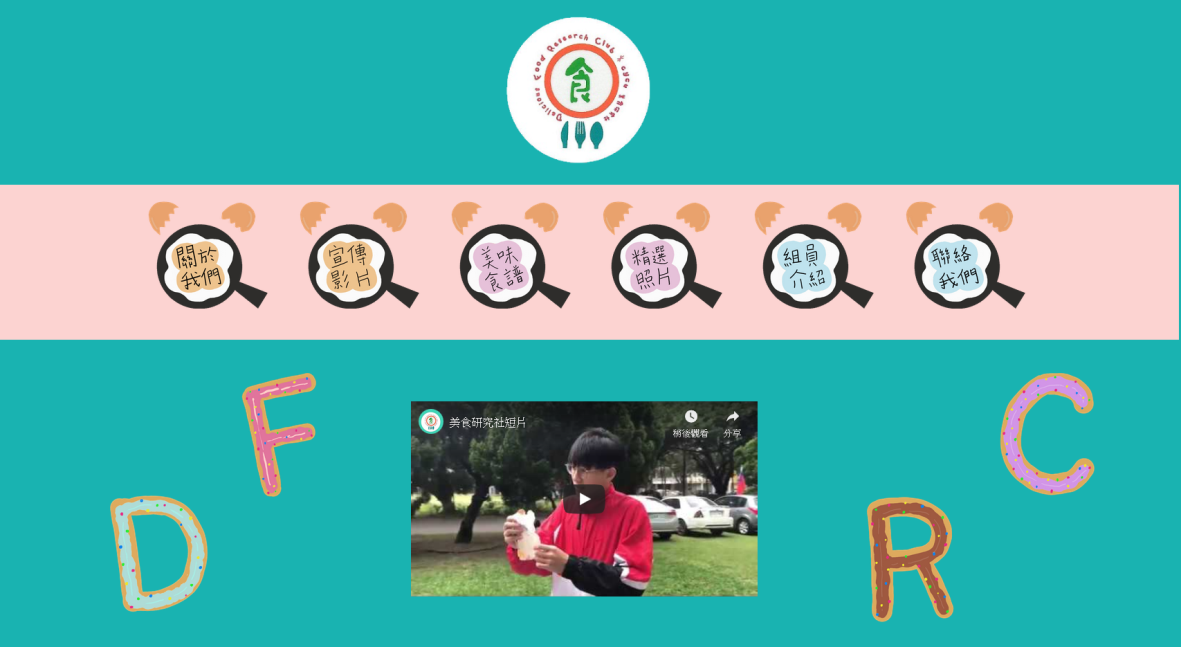 Delicious Food Research Club
食
關於
我們
宣傳
影片
美味
食譜
精選
照片
組員
介紹
聯絡
我們
F
C
D
R
美食研究社短片
稍後觀看
分享